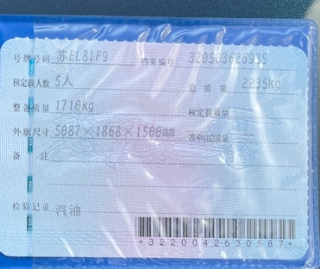 号牌号码 苏EL81F9 档案编号 320503626935
核定载人数 5人 总质量 2235kg
整备质量 1710kg 核定载质量
外廓尺寸 5087×1868×1500mm 准牵引总质量
备注
检验记录 汽油
*3220042630587*